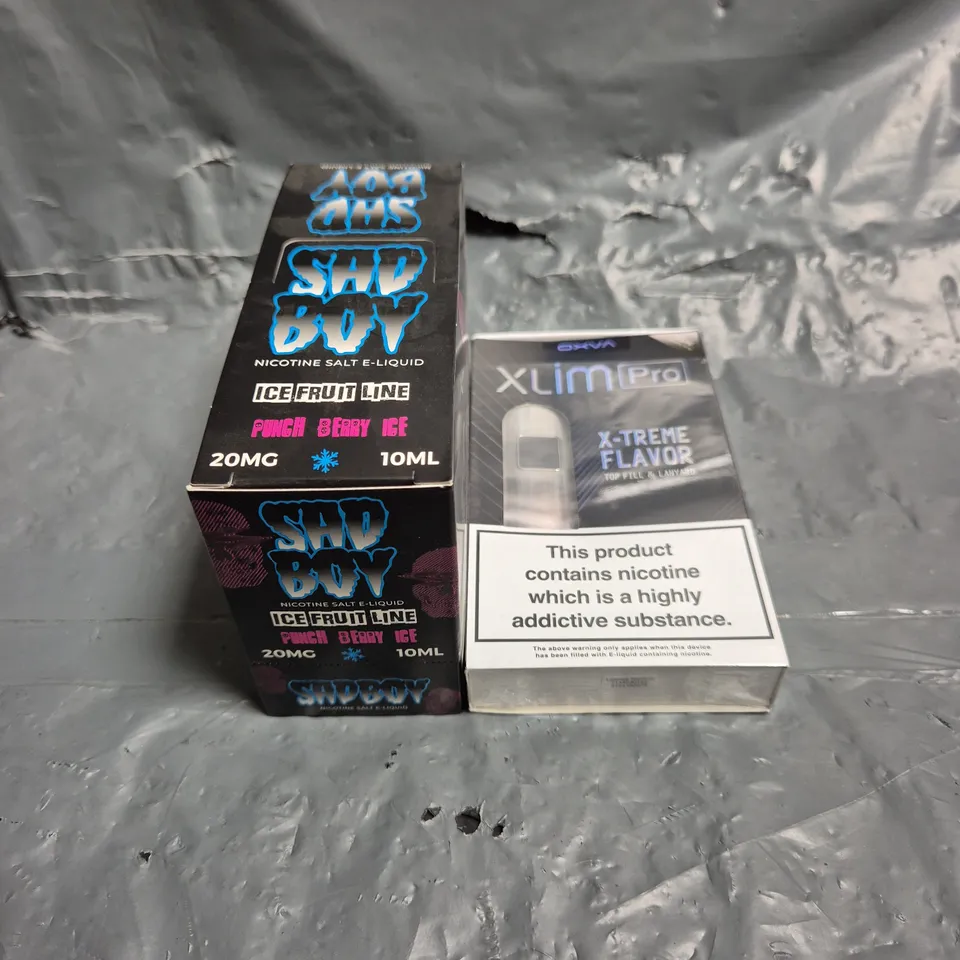 SAD
BOY
SAD
BOY
NICOTINE SALT E-LIQUID
ICE FRUIT LINE
PUNCH BERRY ICE
20MG
10ML
SAD
BOY
NICOTINE SALT E-LIQUID
ICE FRUIT LINE
PUNCH BERRY ICE
20MG
10ML
SADBOY
NICOTINE SALT E-LIQUID
OXVA
XLIM Pro
X-TREME
FLAVOR
TOP FILL & LANYARD
This product
contains nicotine
which is a highly
addictive substance.
The above warning only applies when this device
has been filled with E-liquid containing nicotine.